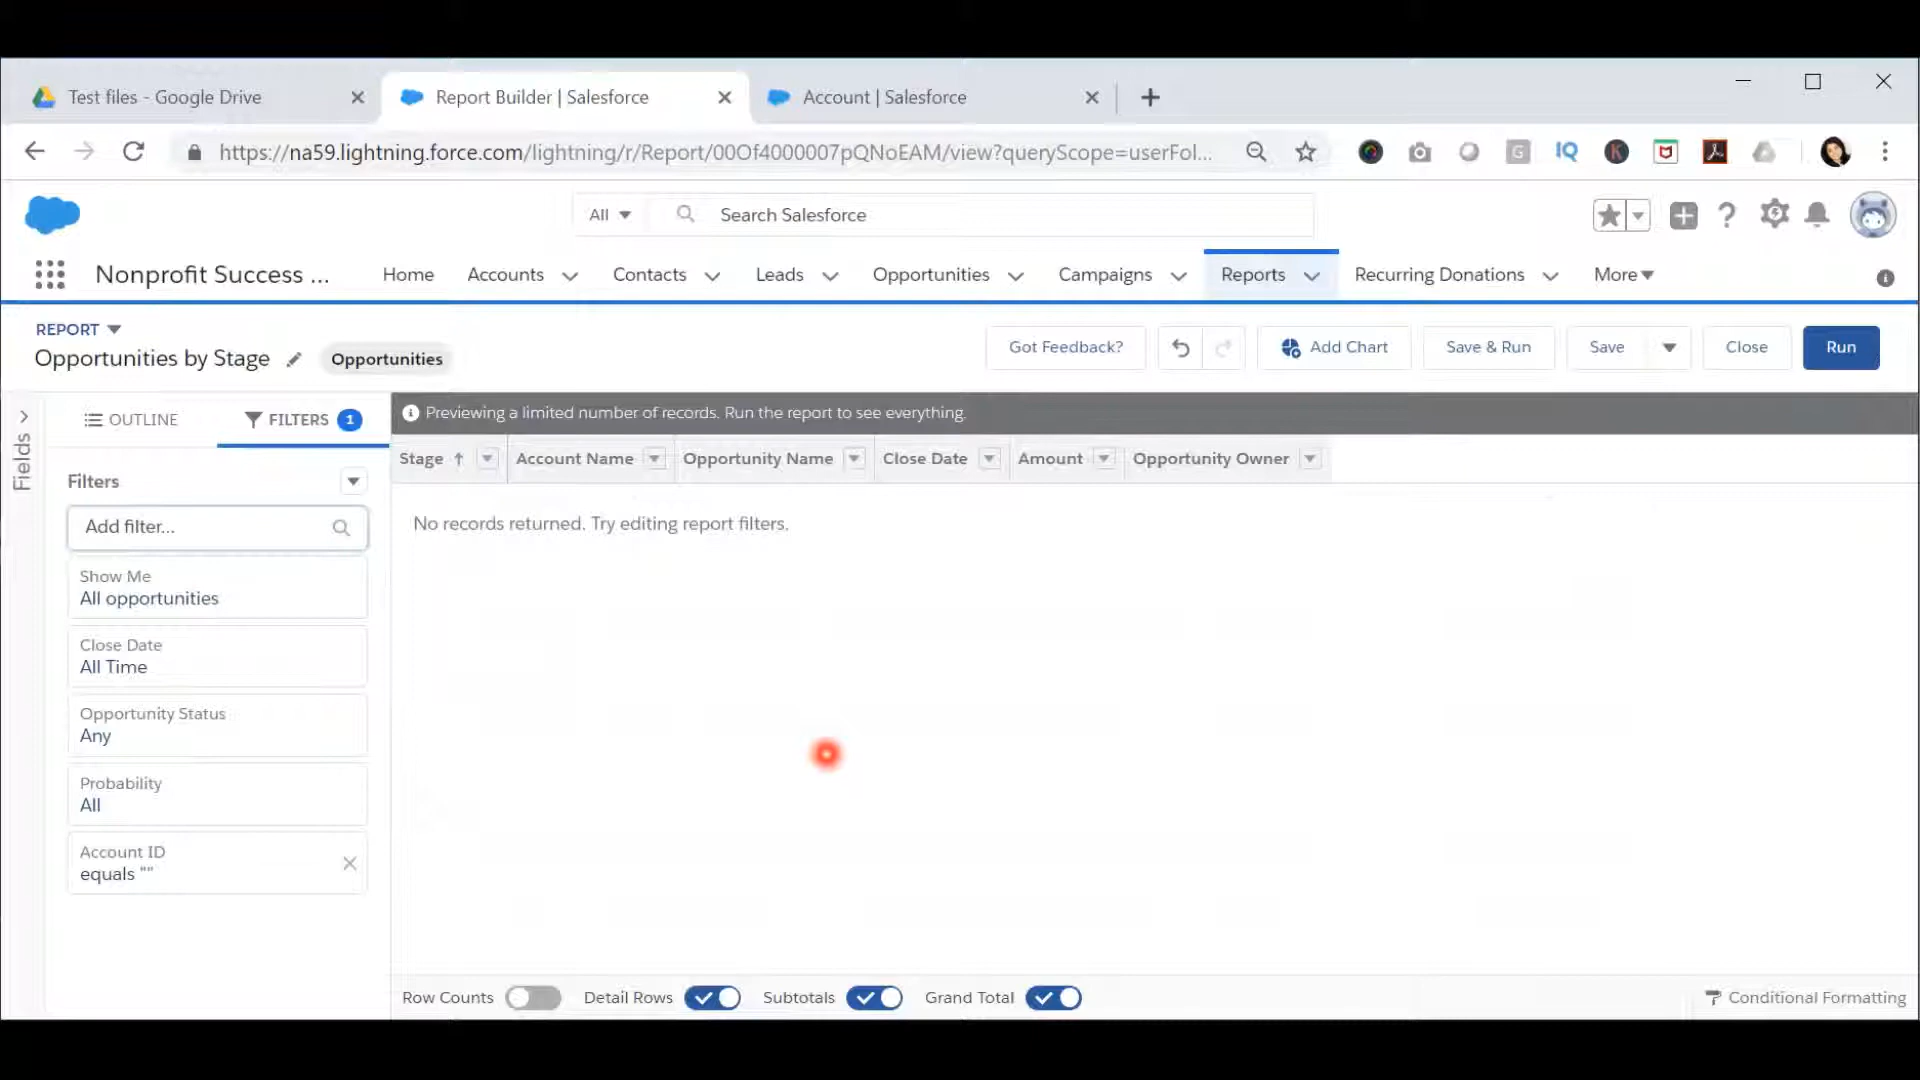 Test files - Google Drive
Report Builder | Salesforce
Account | Salesforce
https://na59.lightning.force.com/lightning/r/Report/00Of4000007pQNoEAM/view?queryScope=userFol...
G
IQ
K
All
Search Salesforce
Nonprofit Success ...
Home
Accounts
Contacts
Leads
Opportunities
Campaigns
Reports
Recurring Donations
More
REPORT
Opportunities by Stage
Opportunities
Got Feedback?
Add Chart
Save & Run
Save
Close
Run
Fields
OUTLINE
FILTERS 1
Previewing a limited number of records. Run the report to see everything.
Stage
Account Name
Opportunity Name
Close Date
Amount
Opportunity Owner
Filters
Add filter...
No records returned. Try editing report filters.
Show Me
All opportunities
Close Date
All Time
Opportunity Status
Any
Probability
All
Account ID
equals ""
Row Counts
Detail Rows
Subtotals
Grand Total
Conditional Formatting